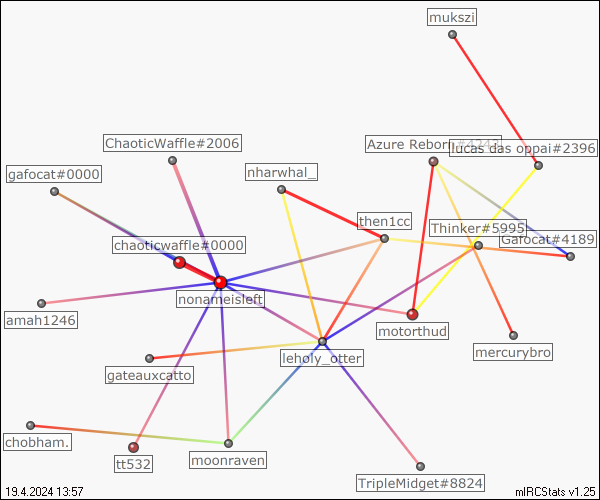 mukszi
ChaoticWaffle#2006
Azure Reborn#4243
lucas das oppai#2396
gafocat#0000
nharwhal_
then1cc
Thinker#5995
Gafocat#4189
chaoticwaffle#0000
nonameisleft
amah1246
motorthud
mercurybro
leholy_otter
gateauxcatto
chobham.
moonraven
tt532
TripleMidget#8824
19.4.2024 13:57
mIRCStats v1.25